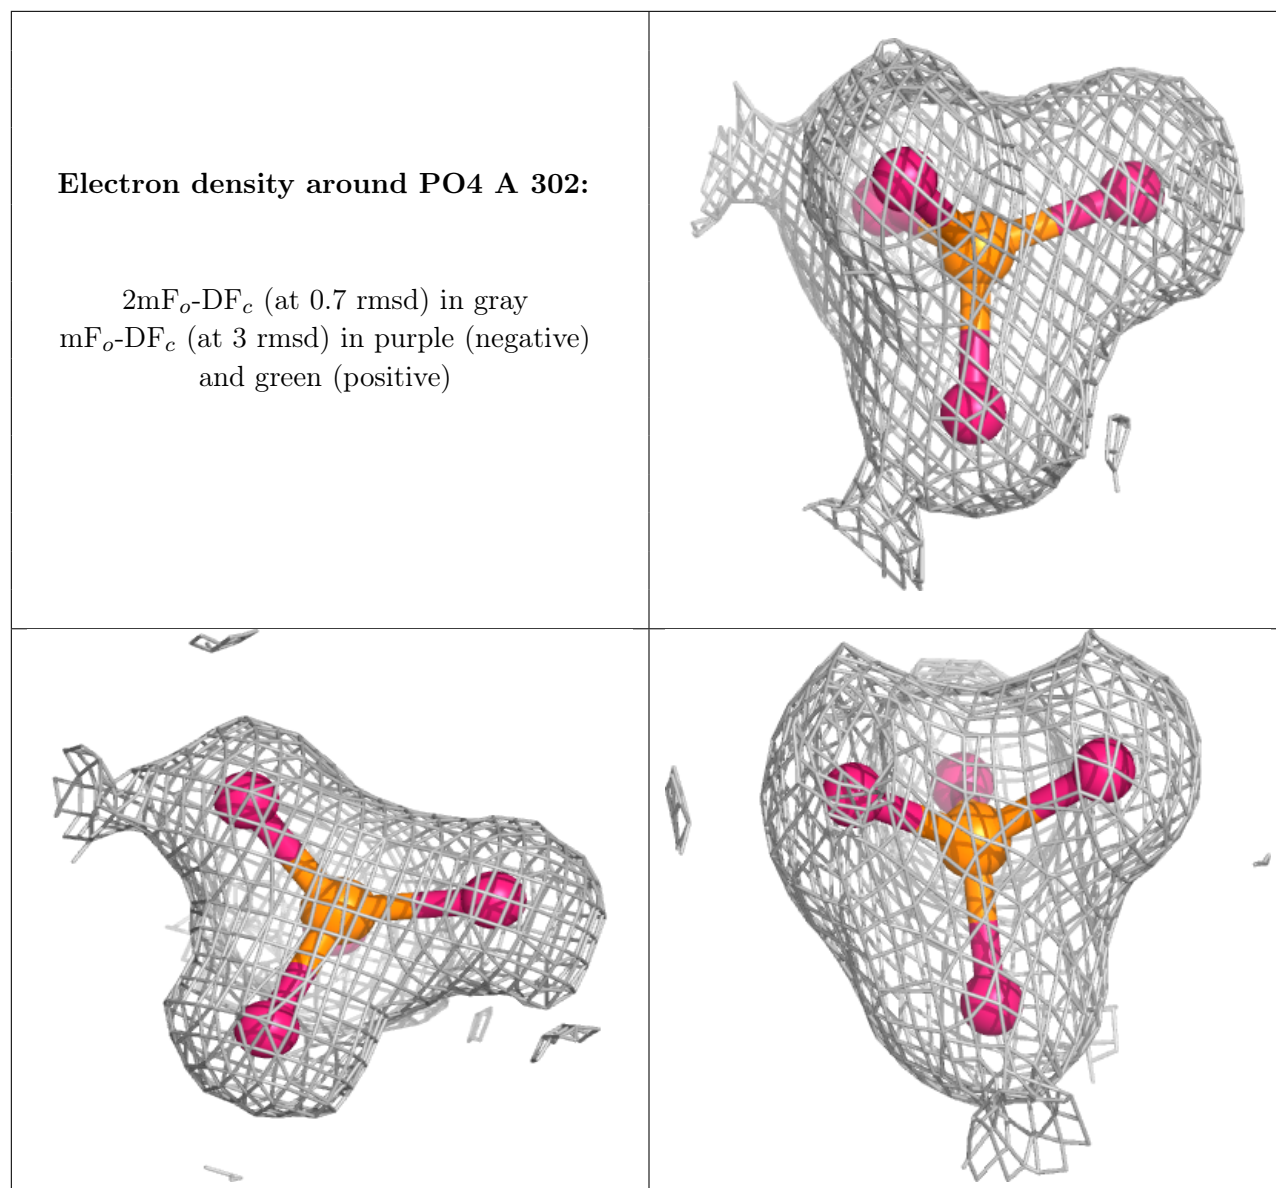 Electron density around PO4 A 302:
2mFₒ-DF𝒸 (at 0.7 rmsd) in gray
mFₒ-DF𝒸 (at 3 rmsd) in purple (negative)
and green (positive)